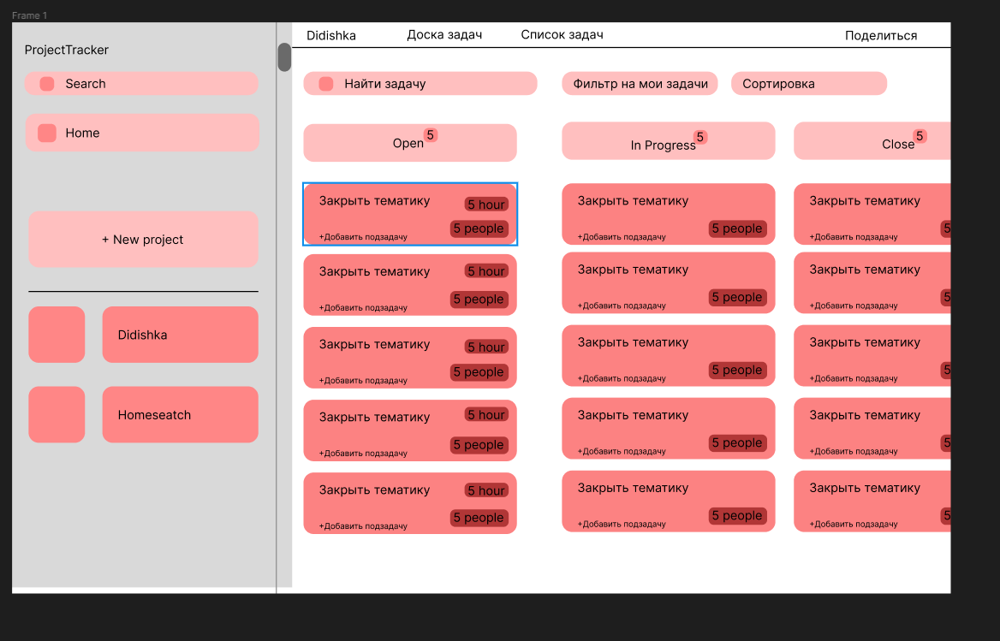 Frame 1
ProjectTracker
Search
Home
+ New project
Didishka
Homeseatch
Didishka Доска задач Список задач Поделиться
Найти задачу Фильтр на мои задачи Сортировка
Open 5
In Progress 5
Close 5
Закрыть тематику
5 hour
5 people
+Добавить подзадачу
Закрыть тематику
5 hour
5 people
+Добавить подзадачу
Закрыть тематику
5 hour
5 people
+Добавить подзадачу
Закрыть тематику
5 hour
5 people
+Добавить подзадачу
Закрыть тематику
5 hour
5 people
+Добавить подзадачу
Закрыть тематику
5 people
+Добавить подзадачу
Закрыть тематику
5 people
+Добавить подзадачу
Закрыть тематику
5 people
+Добавить подзадачу
Закрыть тематику
5 people
+Добавить подзадачу
Закрыть тематику
5 people
+Добавить подзадачу
Закрыть тематику
5
+Добавить подзадачу
Закрыть тематику
5
+Добавить подзадачу
Закрыть тематику
5
+Добавить подзадачу
Закрыть тематику
5
+Добавить подзадачу
Закрыть тематику
5
+Добавить подзадачу